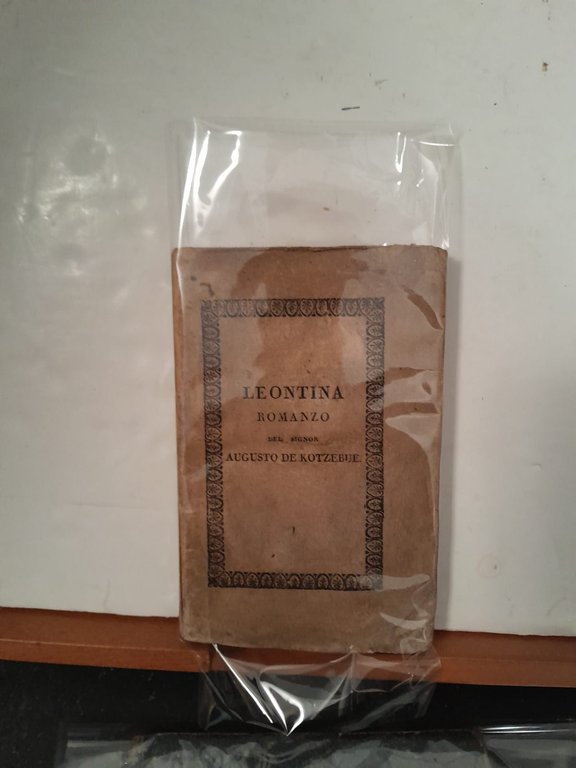 LEONTINA
ROMANZO
DEL SIGNOR
AUGUSTO DE KOTZEBUE.